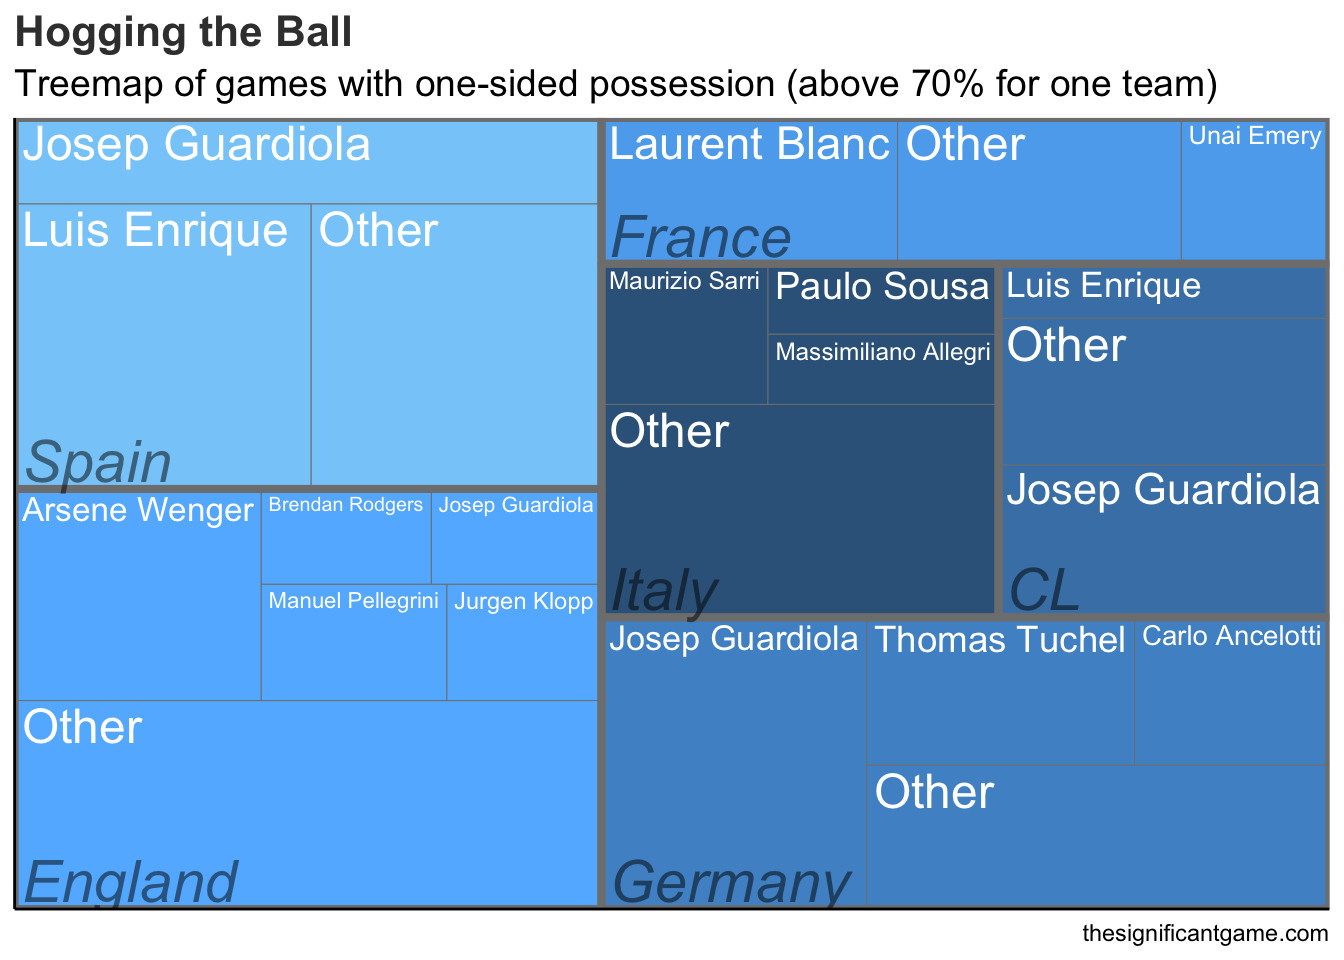 Hogging the Ball
Treemap of games with one-sided possession (above 70% for one team)
Josep Guardiola
Luis Enrique
Other
Spain
Arsene Wenger
Brendan Rodgers
Josep Guardiola
Manuel Pellegrini
Jurgen Klopp
Other
England
Laurent Blanc
Other
Unai Emery
France
Maurizio Sarri
Paulo Sousa
Massimiliano Allegri
Other
Italy
Luis Enrique
Other
Josep Guardiola
CL
Josep Guardiola
Thomas Tuchel
Carlo Ancelotti
Other
Germany
thesignificantgame.com